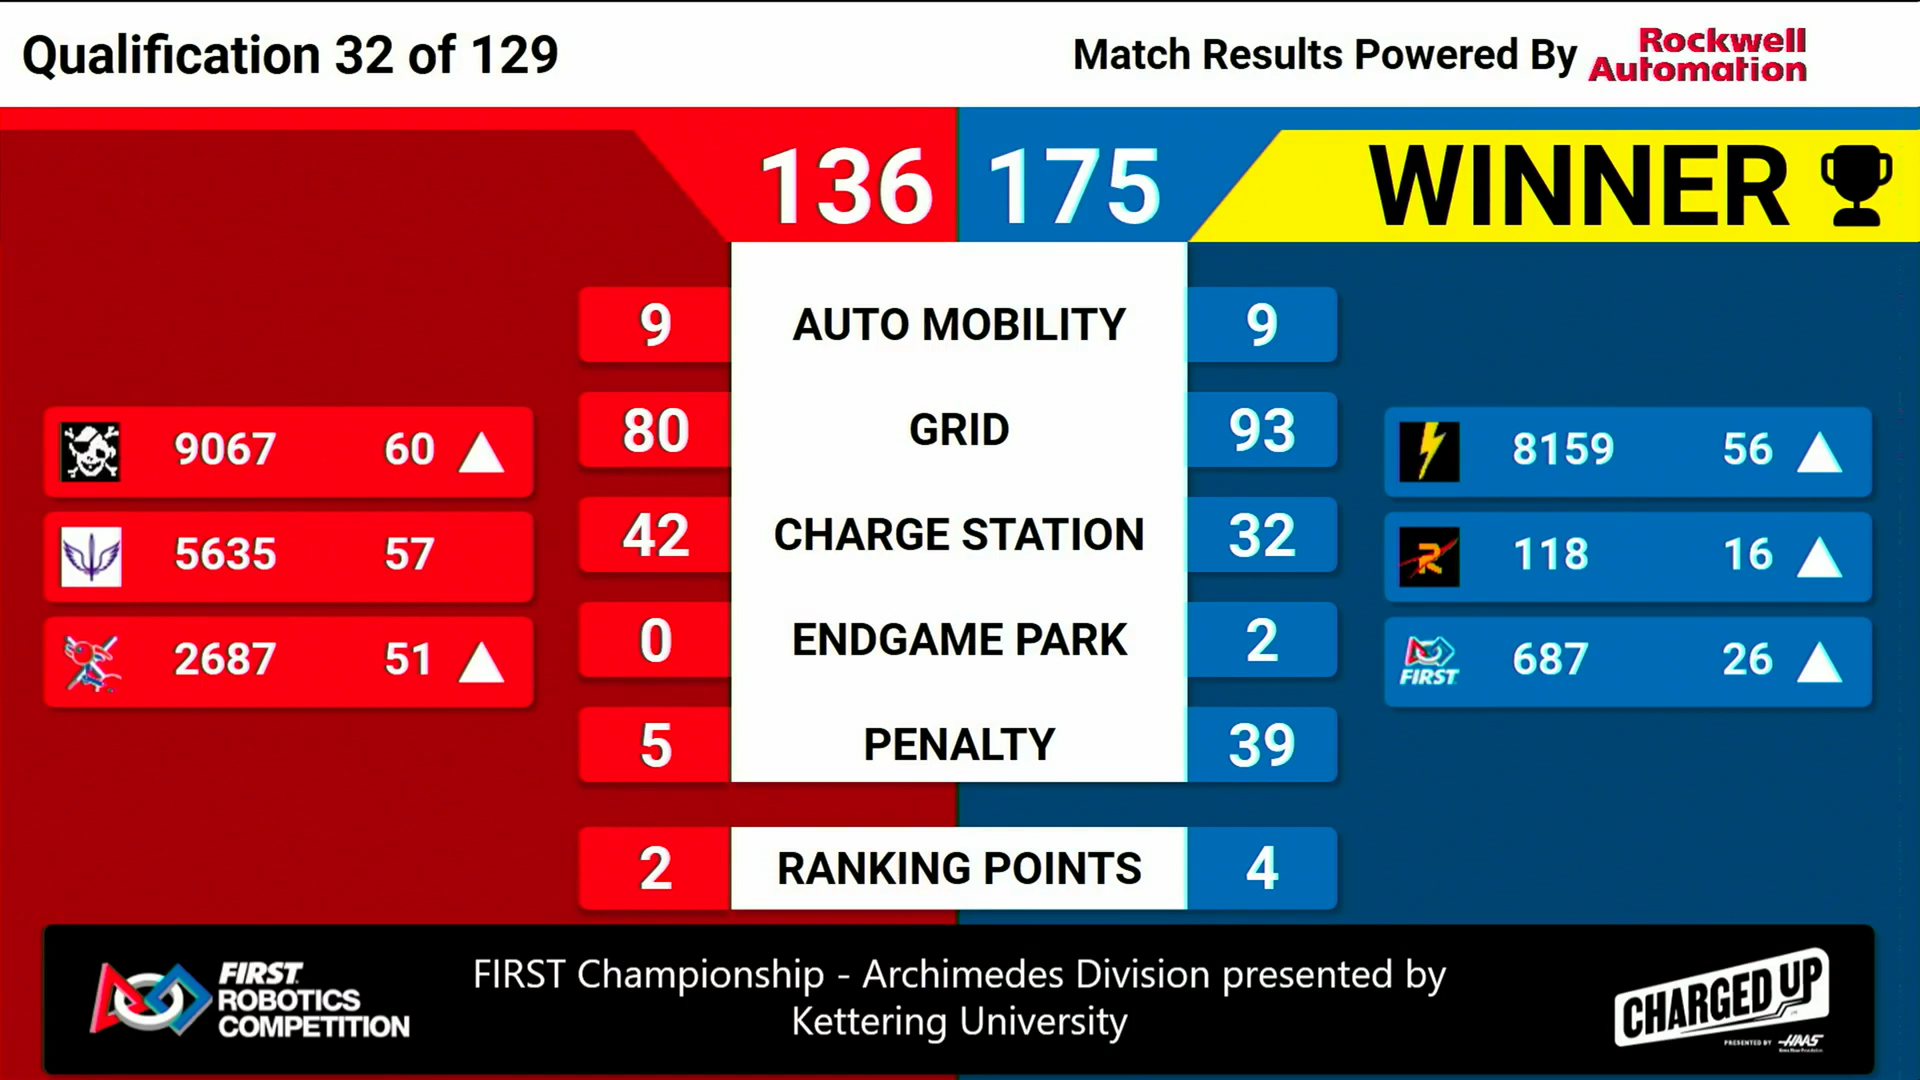 Qualification 32 of 129
Match Results Powered By Rockwell Automation
136 175 WINNER
9 AUTO MOBILITY 9
80 GRID 93
42 CHARGE STATION 32
0 ENDGAME PARK 2
5 PENALTY 39
2 RANKING POINTS 4
9067 60
5635 57
2687 51
8159 56
R 118 16
FIRST 687 26
FIRST
ROBOTICS
COMPETITION
FIRST Championship - Archimedes Division presented by
Kettering University
CHARGED UP
PRESENTED BY HAAS